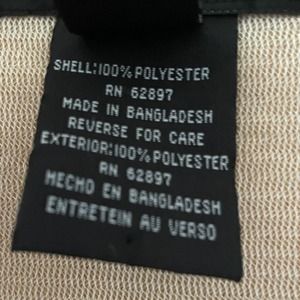 SHELL:100% POLYESTER
RN 62897
MADE IN BANGLADESH
REVERSE FOR CARE
EXTERIOR:100% POLYESTER
RN 62897
HECHO EN BANGLADESH
ENTRETEIN AU VERSO